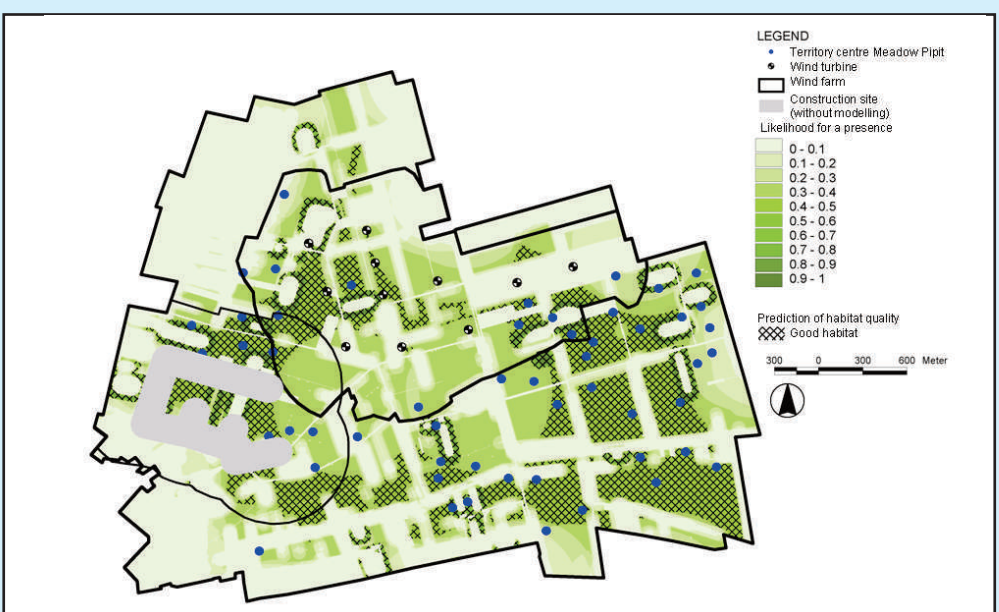 LEGEND
Territory centre Meadow Pipit
Wind turbine
Wind farm
Construction site
(without modelling)
Likelihood for a presence
0 - 0.1
0.1 - 0.2
0.2 - 0.3
0.3 - 0.4
0.4 - 0.5
0.5 - 0.6
0.6 - 0.7
0.7 - 0.8
0.8 - 0.9
0.9 - 1
Prediction of habitat quality
Good habitat
300 0 300 600 Meter